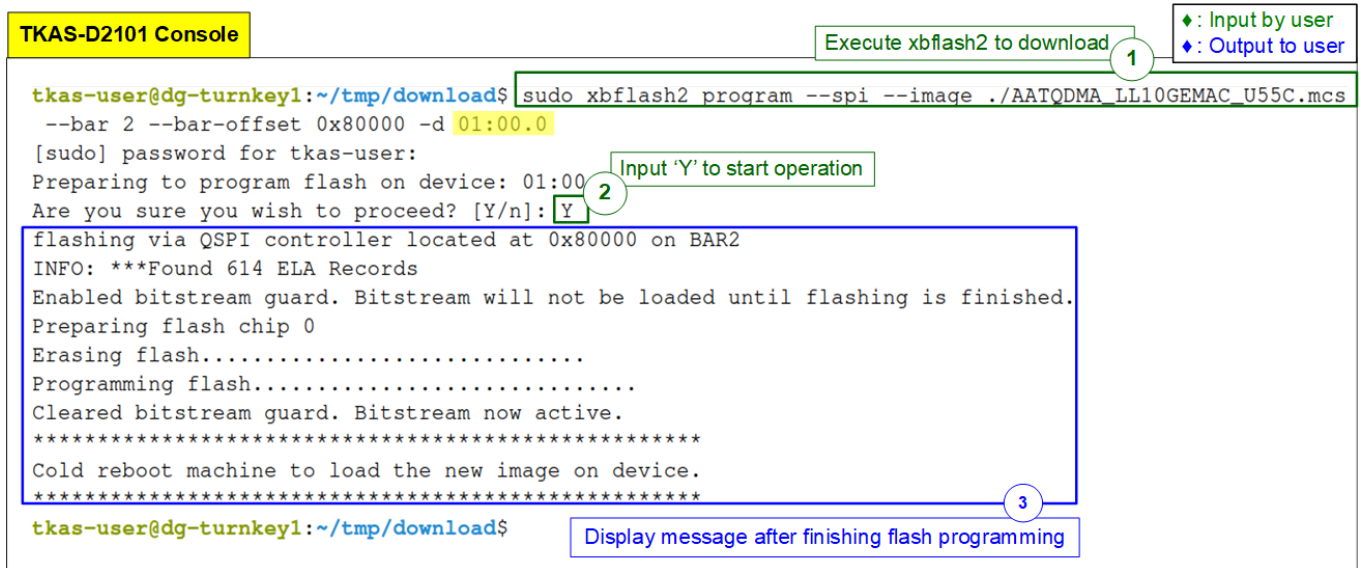 TKAS-D2101 Console
♦: Input by user
♦: Output to user
Execute xbflash2 to download
1
tkas-user@dg-turnkey1:~/tmp/download$ sudo xbflash2 program --spi --image ./AATQDMA_LL10GEMAC_U55C.mcs
--bar 2 --bar-offset 0x80000 -d 01:00.0
[sudo] password for tkas-user:
Input ‘Y’ to start operation
Preparing to program flash on device: 01:00
2
Are you sure you wish to proceed? [Y/n]: Y
flashing via QSPI controller located at 0x80000 on BAR2
INFO: ***Found 614 ELA Records
Enabled bitstream guard. Bitstream will not be loaded until flashing is finished.
Preparing flash chip 0
Erasing flash..............................
Programming flash..............................
Cleared bitstream guard. Bitstream now active.
****************************************************
Cold reboot machine to load the new image on device.
****************************************************
3
tkas-user@dg-turnkey1:~/tmp/download$
Display message after finishing flash programming